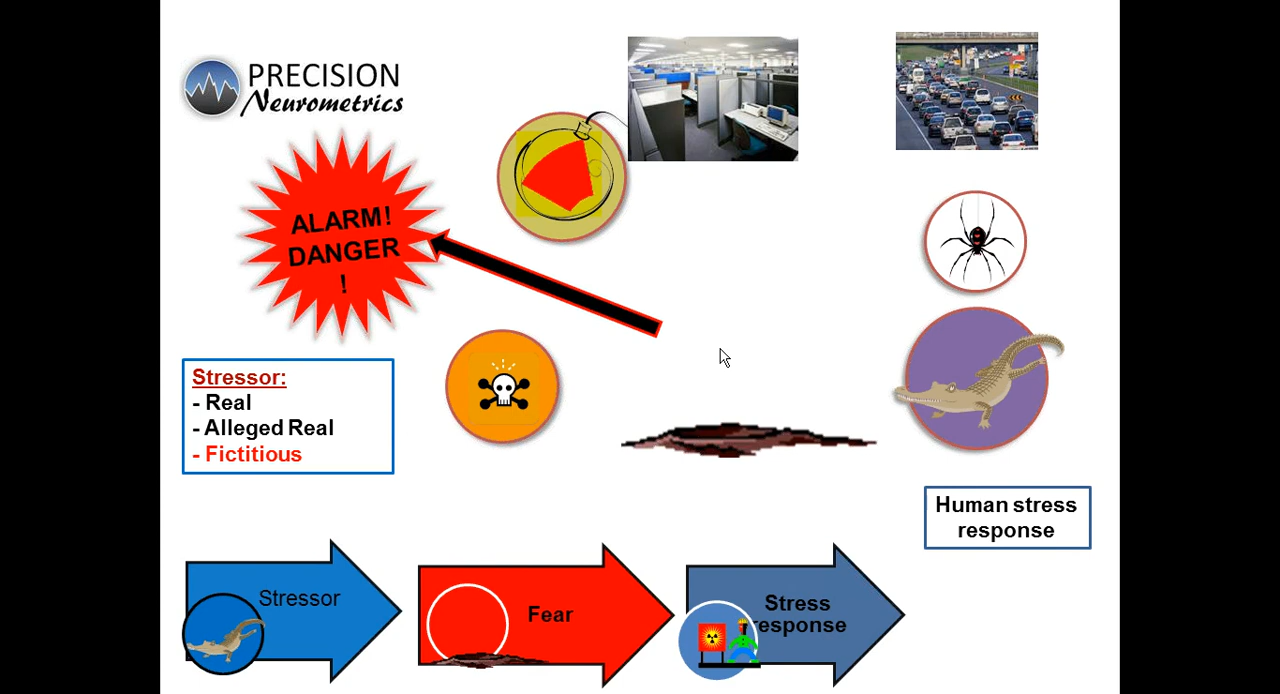 PRECISION
Neurometrics
ALARM!
DANGER
!
Stressor:
- Real
- Alleged Real
- Fictitious
Human stress
response
Stressor
Fear
Stress
response